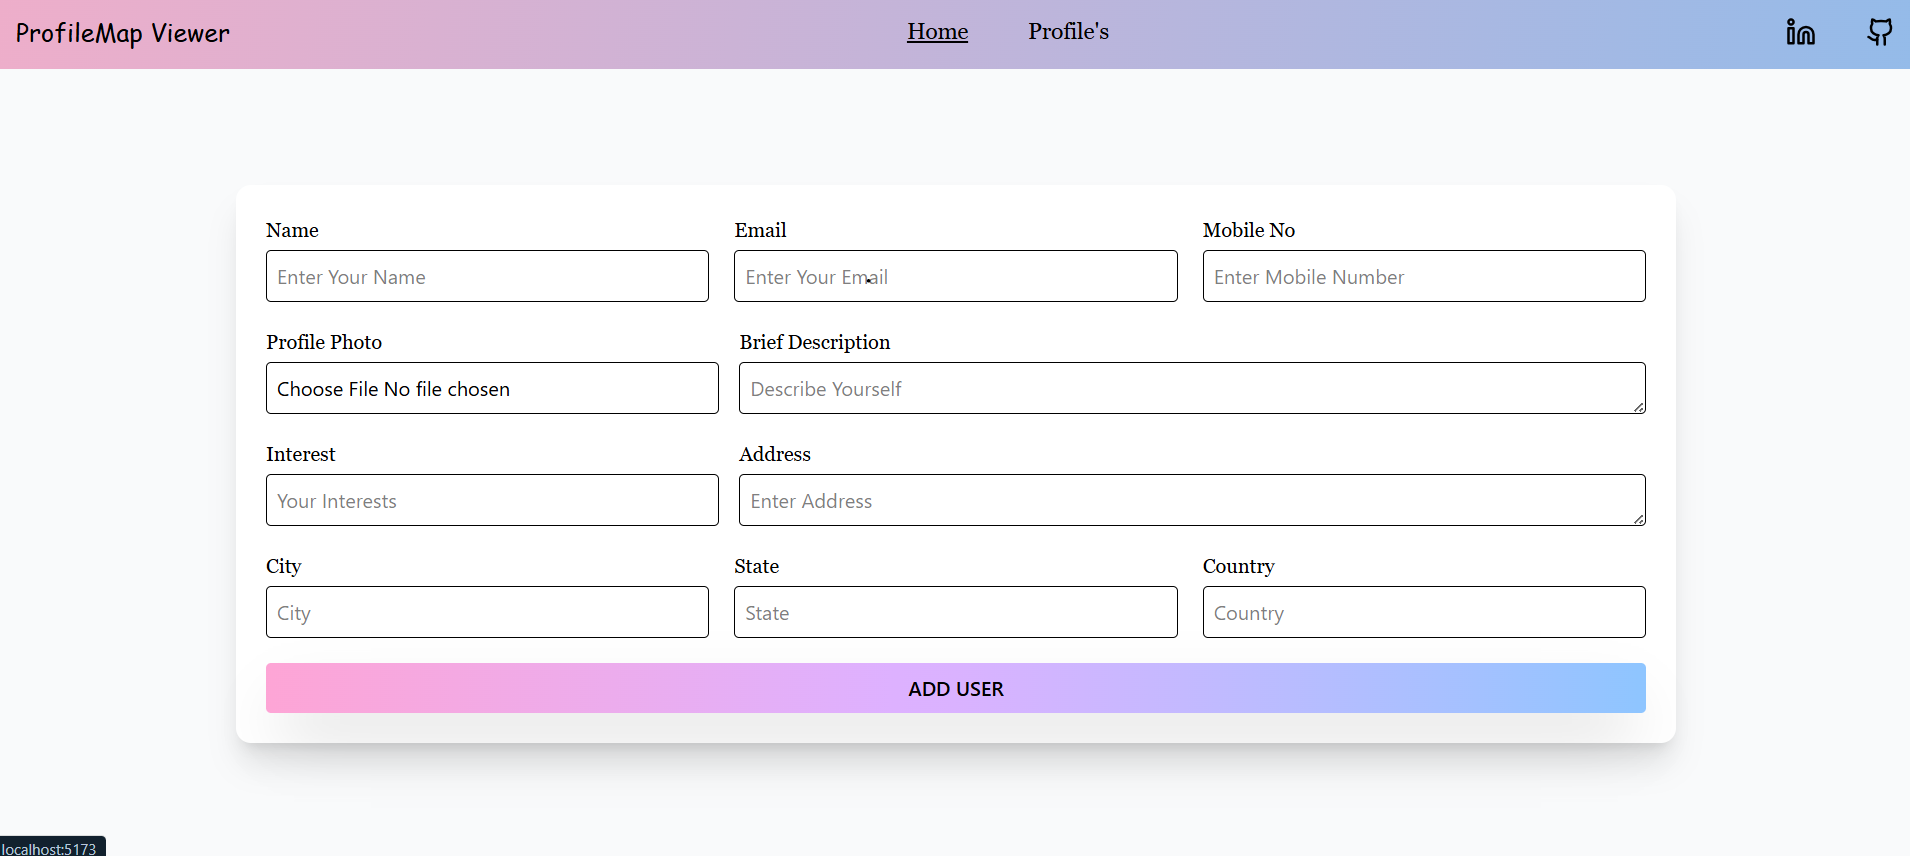 ProfileMap Viewer Home Profile's
Name Email Mobile No
Enter Your Name Enter Your Email Enter Mobile Number
Profile Photo Brief Description
Choose File No file chosen Describe Yourself
Interest Address
Your Interests Enter Address
City State Country
City State Country
ADD USER
localhost:5173